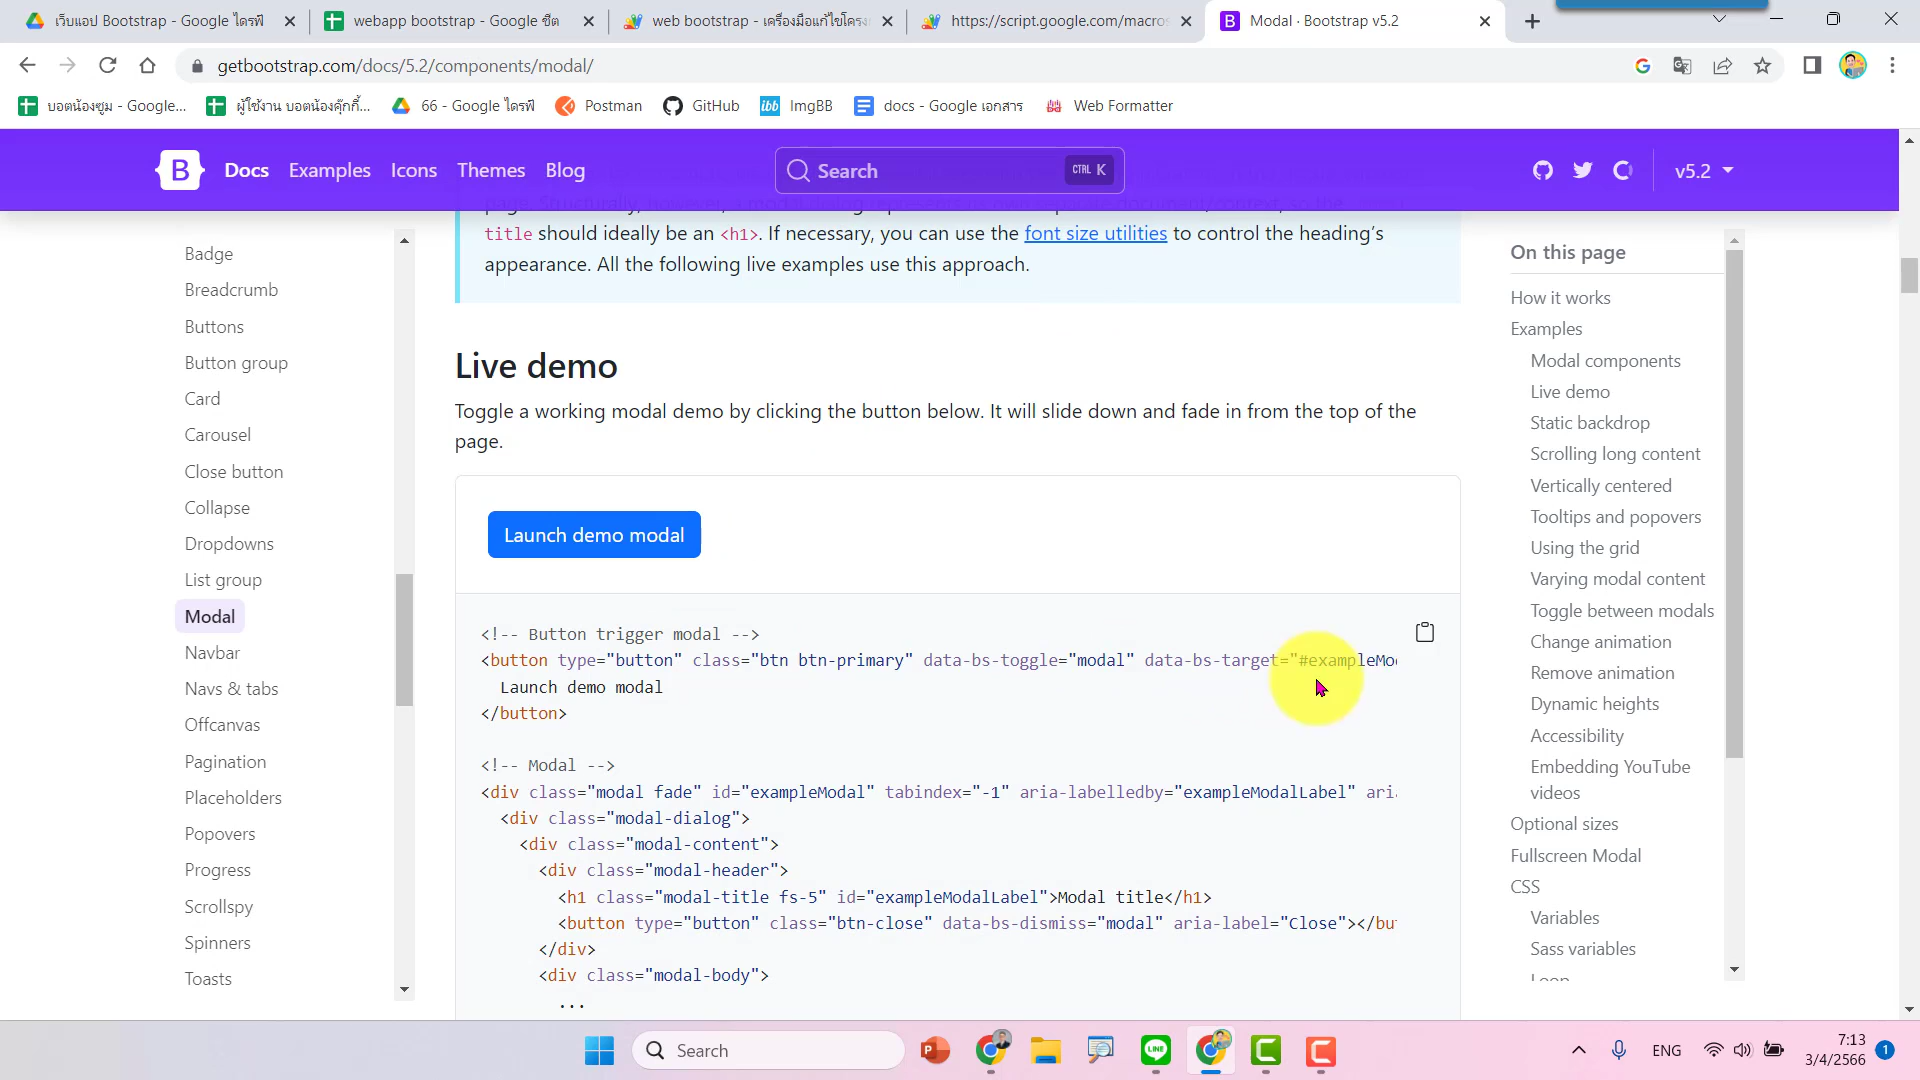 เว็บแอป Bootstrap - Google ไดรฟ์
webapp bootstrap - Google ชีต
web bootstrap - เครื่องมือแก้ไขโครง
https://script.google.com/macros
Modal · Bootstrap v5.2
getbootstrap.com/docs/5.2/components/modal/
บอตน้องซูม - Google...
ผู้ใช้งาน บอตน้องคุ้กกี้...
66 - Google ไดรฟ์
Postman
GitHub
ibb ImgBB
docs - Google เอกสาร
Web Formatter
B Docs Examples Icons Themes Blog
Search CTRL K
v5.2
Badge
Breadcrumb
Buttons
Button group
Card
Carousel
Close button
Collapse
Dropdowns
List group
Modal
Navbar
Navs & tabs
Offcanvas
Pagination
Placeholders
Popovers
Progress
Scrollspy
Spinners
Toasts
title should ideally be an <h1>. If necessary, you can use the font size utilities to control the heading's
appearance. All the following live examples use this approach.
Live demo
Toggle a working modal demo by clicking the button below. It will slide down and fade in from the top of the
page.
Launch demo modal
<!-- Button trigger modal -->
<button type="button" class="btn btn-primary" data-bs-toggle="modal" data-bs-target="#exampleMo
Launch demo modal
</button>
<!-- Modal -->
<div class="modal fade" id="exampleModal" tabindex="-1" aria-labelledby="exampleModalLabel" ari
<div class="modal-dialog">
<div class="modal-content">
<div class="modal-header">
<h1 class="modal-title fs-5" id="exampleModalLabel">Modal title</h1>
<button type="button" class="btn-close" data-bs-dismiss="modal" aria-label="Close"></bu
</div>
<div class="modal-body">
...
On this page
How it works
Examples
Modal components
Live demo
Static backdrop
Scrolling long content
Vertically centered
Tooltips and popovers
Using the grid
Varying modal content
Toggle between modals
Change animation
Remove animation
Dynamic heights
Accessibility
Embedding YouTube
videos
Optional sizes
Fullscreen Modal
CSS
Variables
Sass variables
Loop
Search
ENG
7:13
3/4/2566
1